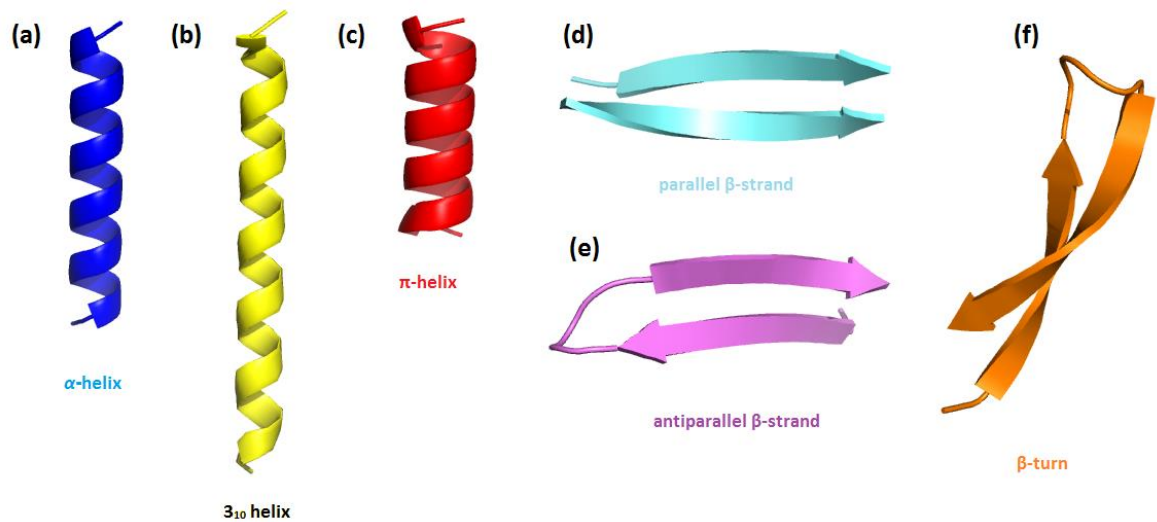 (a)
(b)
(c)
(d)
(f)
parallel β-strand
(e)
π-helix
α-helix
antiparallel β-strand
β-turn
3₁₀ helix